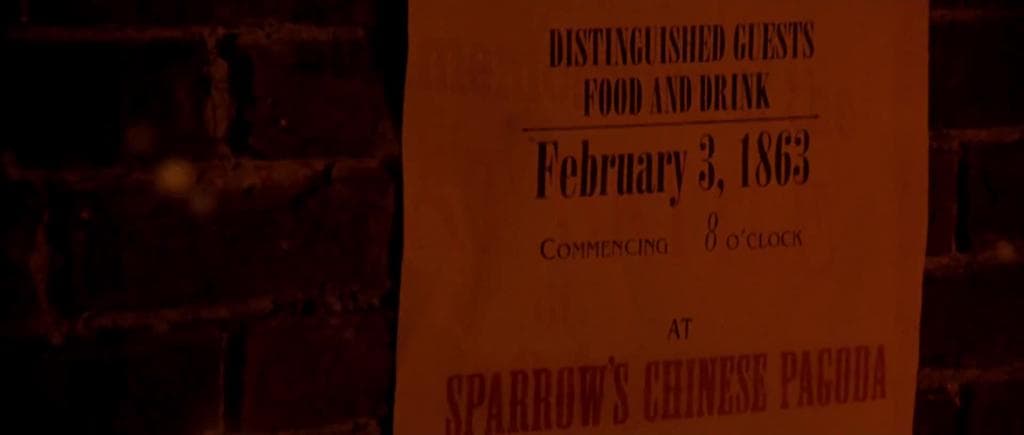 DISTINGUISHED GUESTS
FOOD AND DRINK
February 3, 1863
COMMENCING 8 O'CLOCK
AT
SPARROW'S CHINESE PAGODA